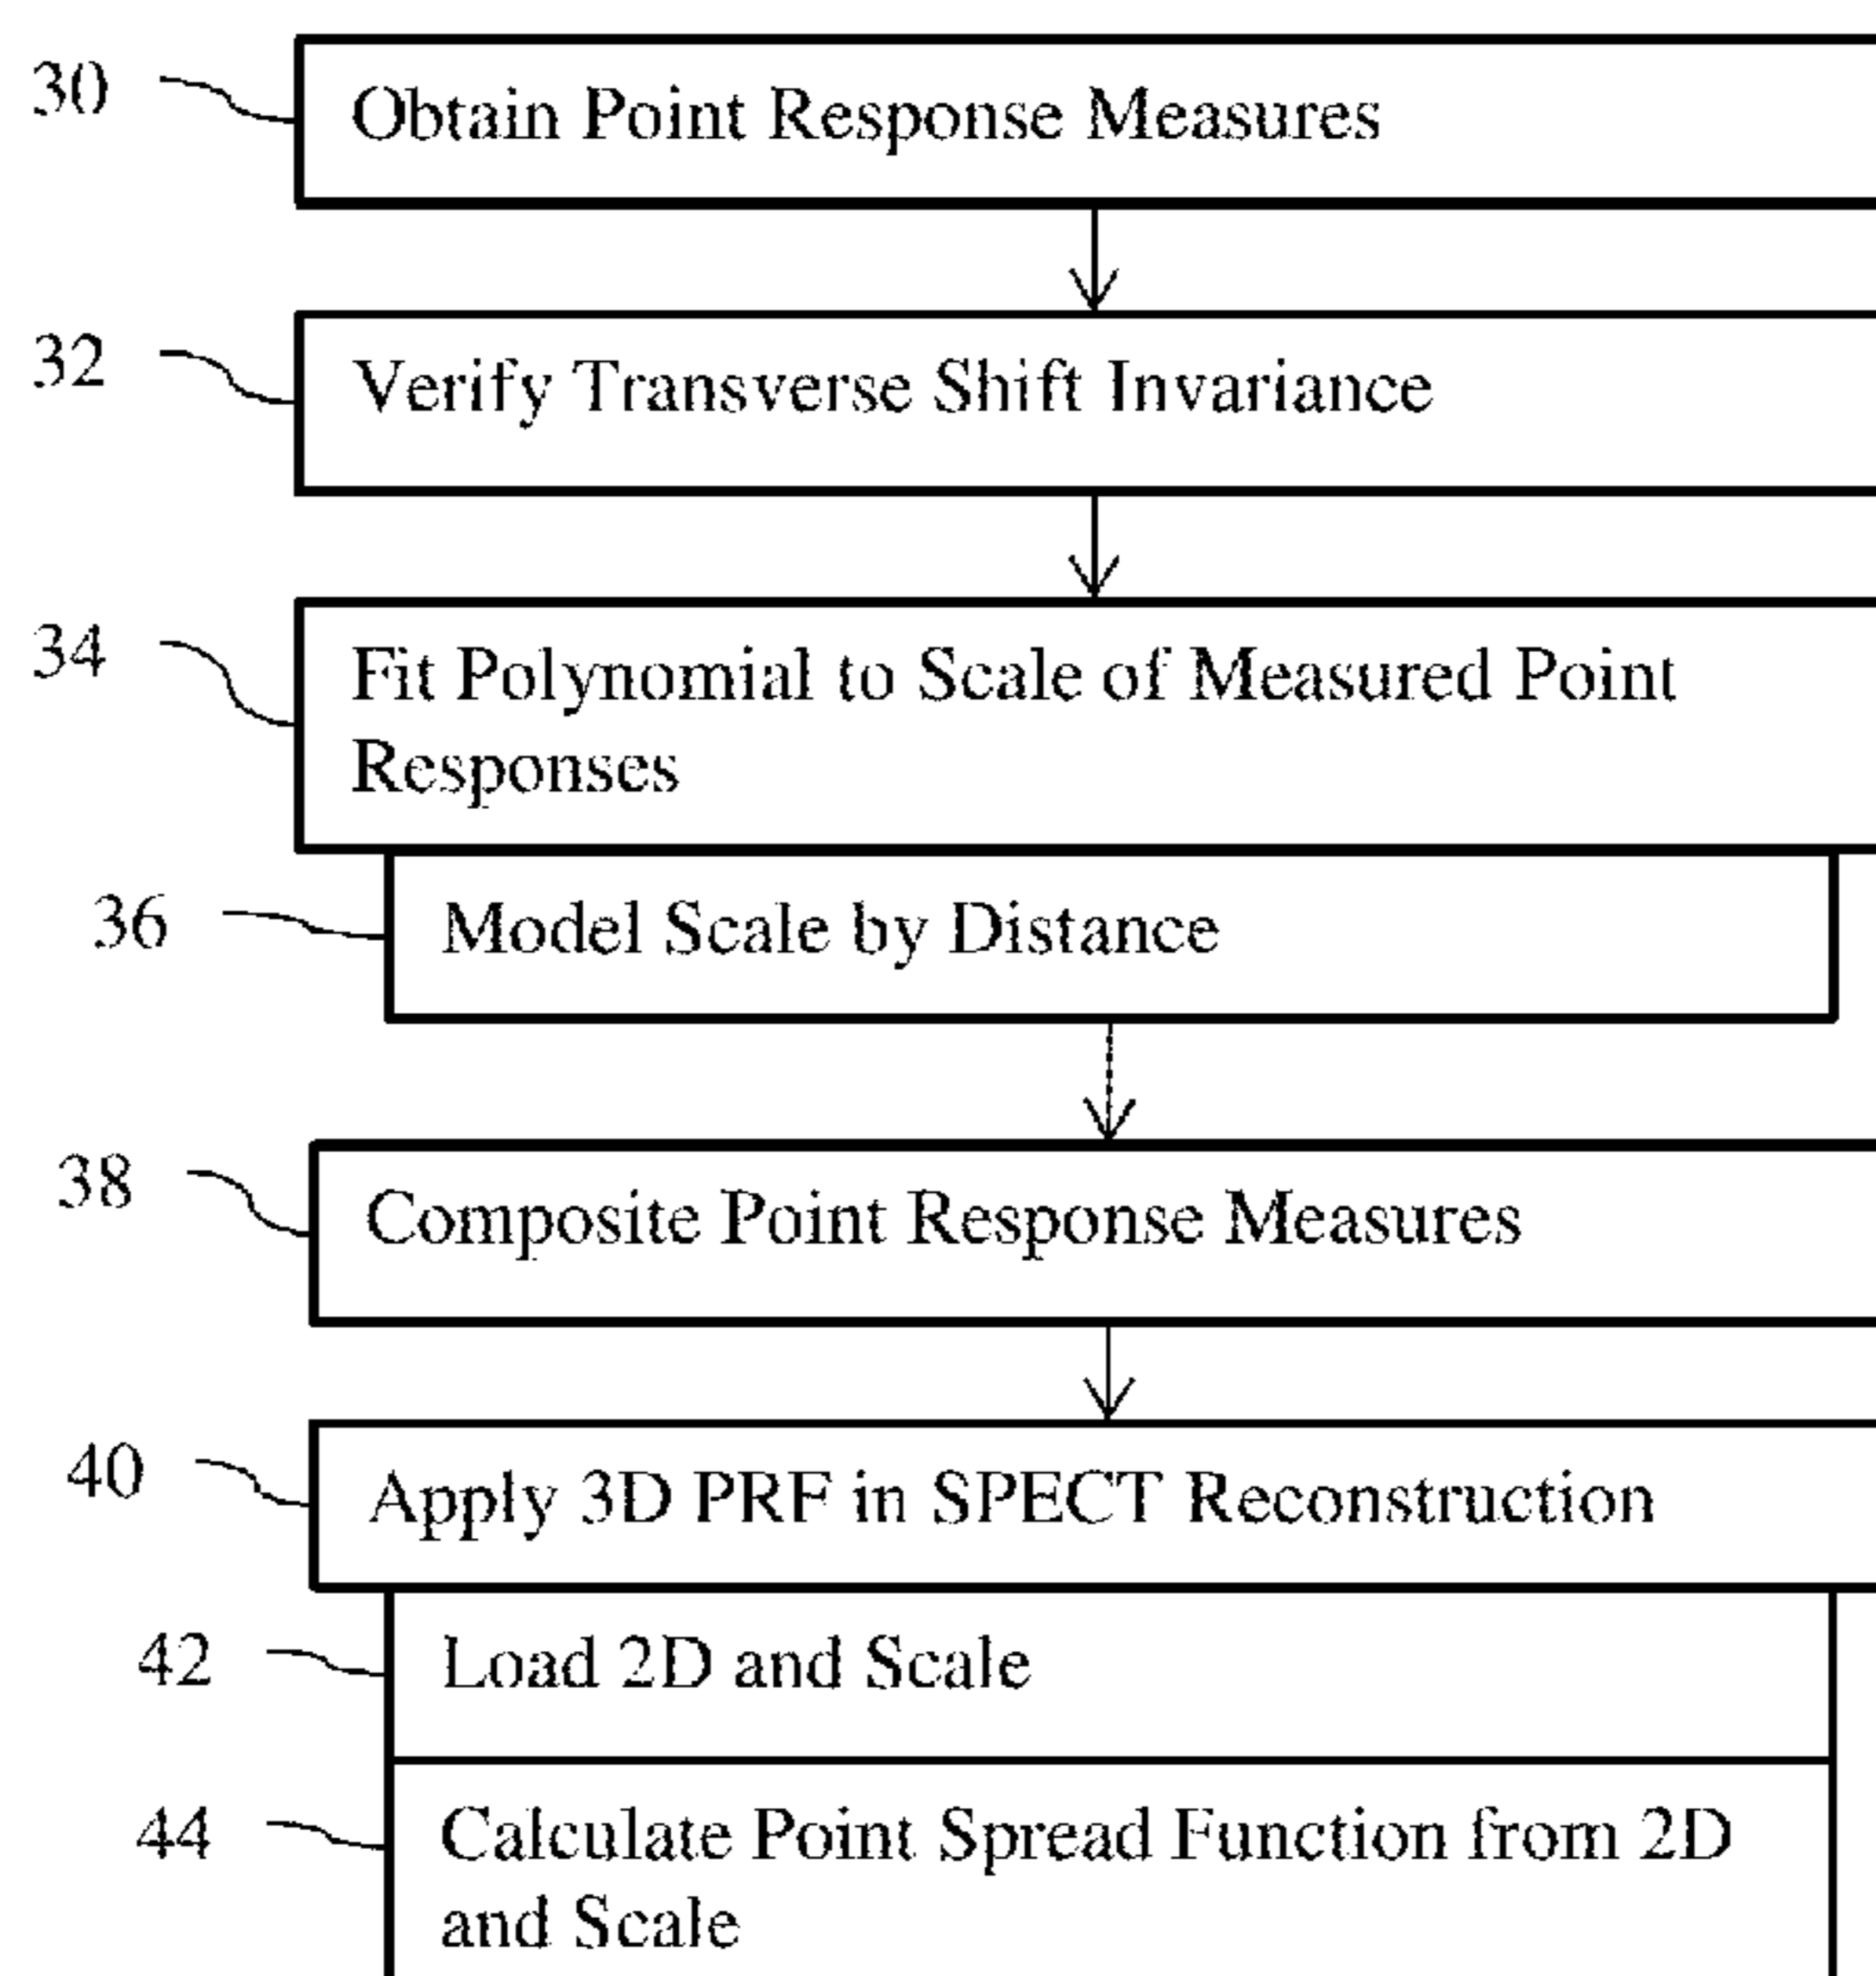 30 Obtain Point Response Measures
32 Verify Transverse Shift Invariance
34 Fit Polynomial to Scale of Measured Point
Responses
36 Model Scale by Distance
38 Composite Point Response Measures
40 Apply 3D PRF in SPECT Reconstruction
42 Load 2D and Scale
44 Calculate Point Spread Function from 2D
and Scale